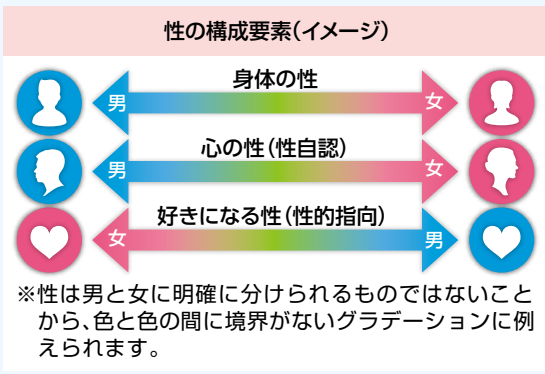 性の構成要素(イメージ)
身体の性
男 女
心の性(性自認)
男 女
好きになる性(性的指向)
女 男
※性は男と女に明確に分けられるものではないこと
から、色と色の間に境界がないグラデーションに例
えられます。